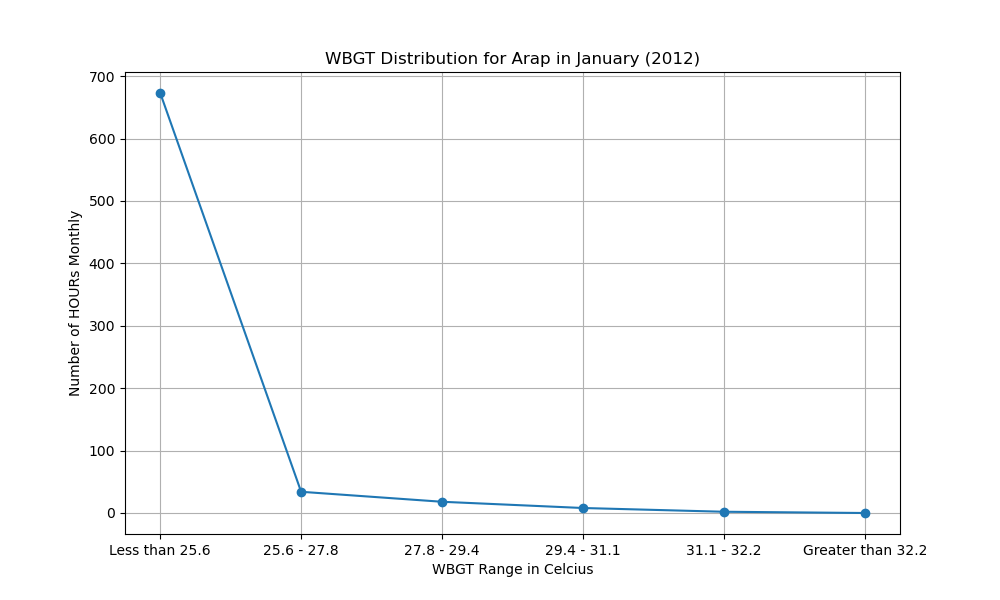 WBGT Distribution for Arap in January (2012)
700
600
500
400
300
200
100
0
Number of HOURs Monthly
Less than 25.6 25.6 - 27.8 27.8 - 29.4 29.4 - 31.1 31.1 - 32.2 Greater than 32.2
WBGT Range in Celcius